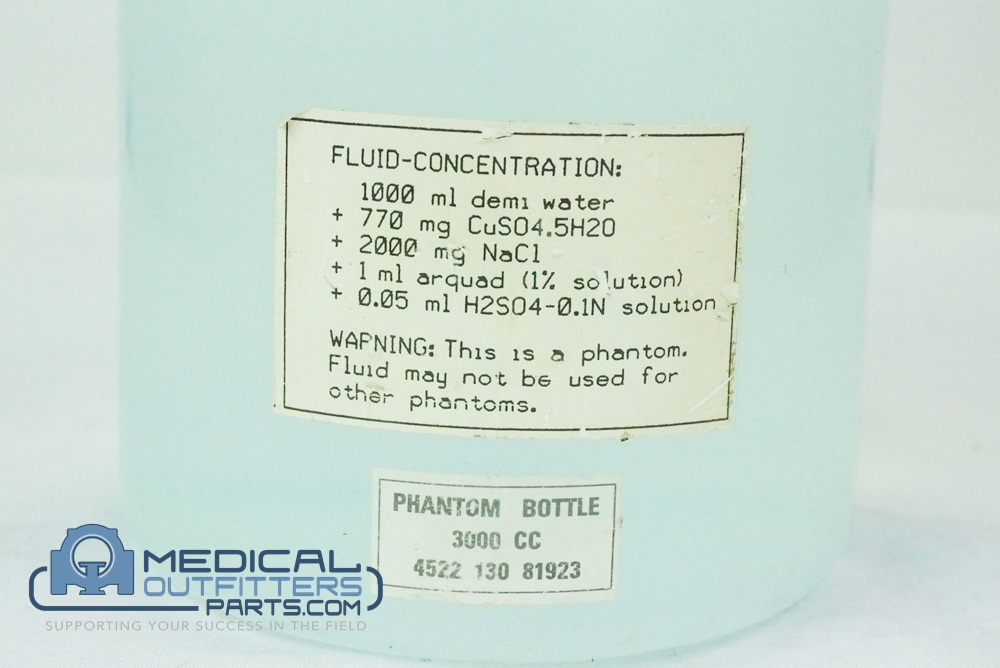 FLUID-CONCENTRATION:
1000 ml demi water
+ 770 mg CuSO4.5H2O
+ 2000 mg NaCl
+ 1 ml arquad (1% solution)
+ 0.05 ml H2SO4-0.1N solution
WARNING: This is a phantom.
Fluid may not be used for
other phantoms.
PHANTOM BOTTLE
3000 CC
4522 130 81923
MEDICAL
OUTFITTERS
PARTS.COM
SUPPORTING YOUR SUCCESS IN THE FIELD